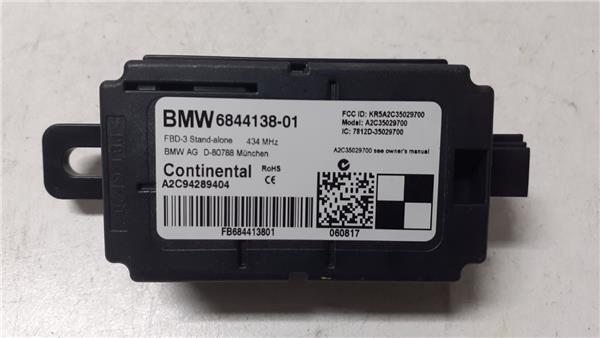 BMW 6844138-01
FBD-3 Stand-alone 434 MHz
BMW AG D-80788 München
FCC ID: KR5A2C35029700
Model: A2C35029700
IC: 7812D-35029700
A2C35029700 see owner's manual
Continental RoHS
A2C94289404 CE
FB684413801
060817